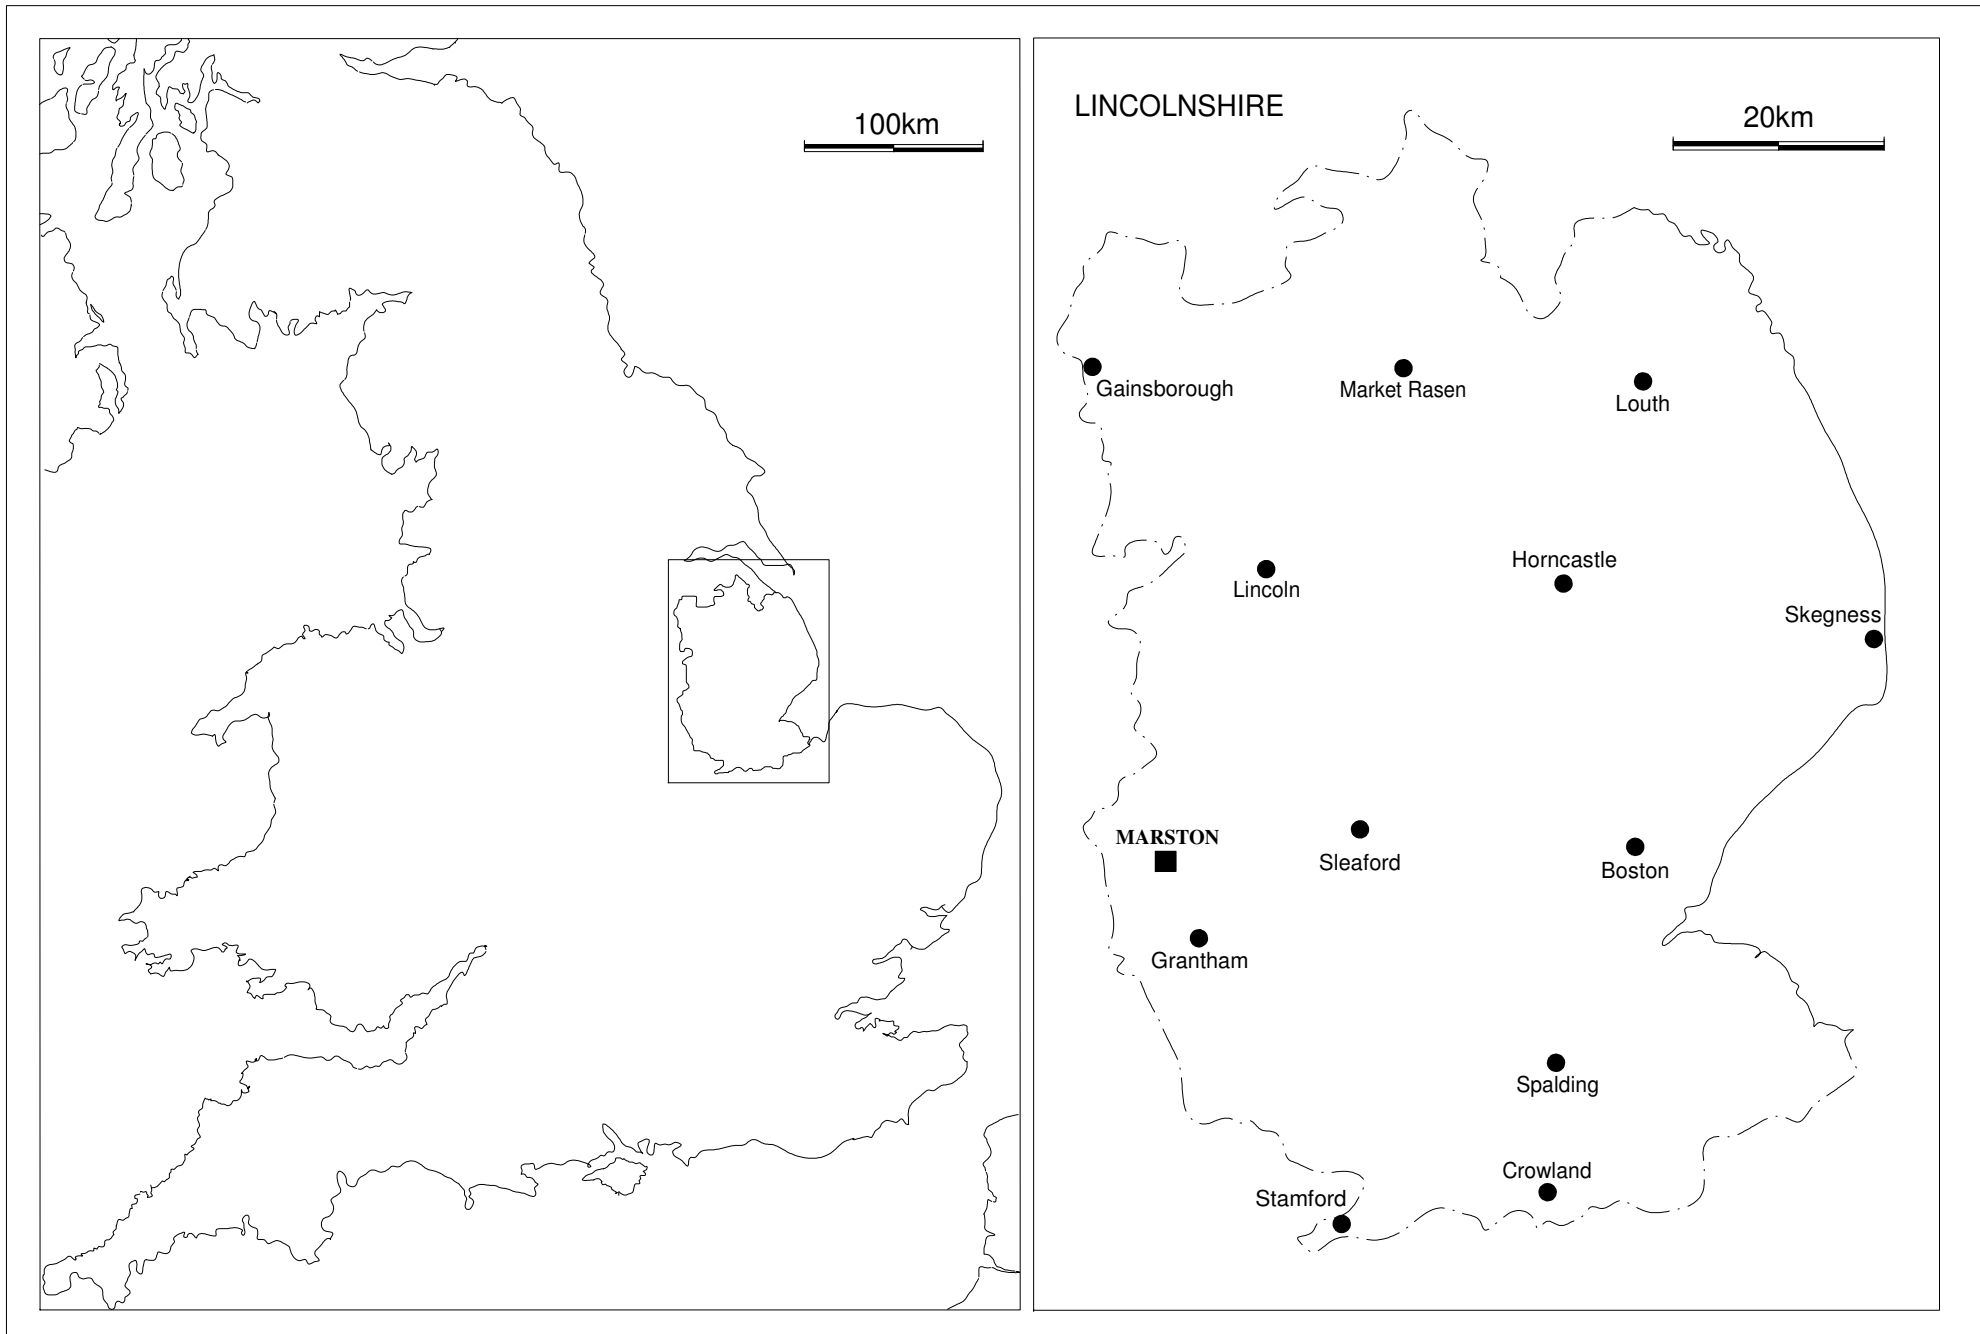 100km
LINCOLNSHIRE
20km
Gainsborough
Market Rasen
Louth
Horncastle
Lincoln
Skegness
MARSTON
Sleaford
Boston
Grantham
Spalding
Crowland
Stamford